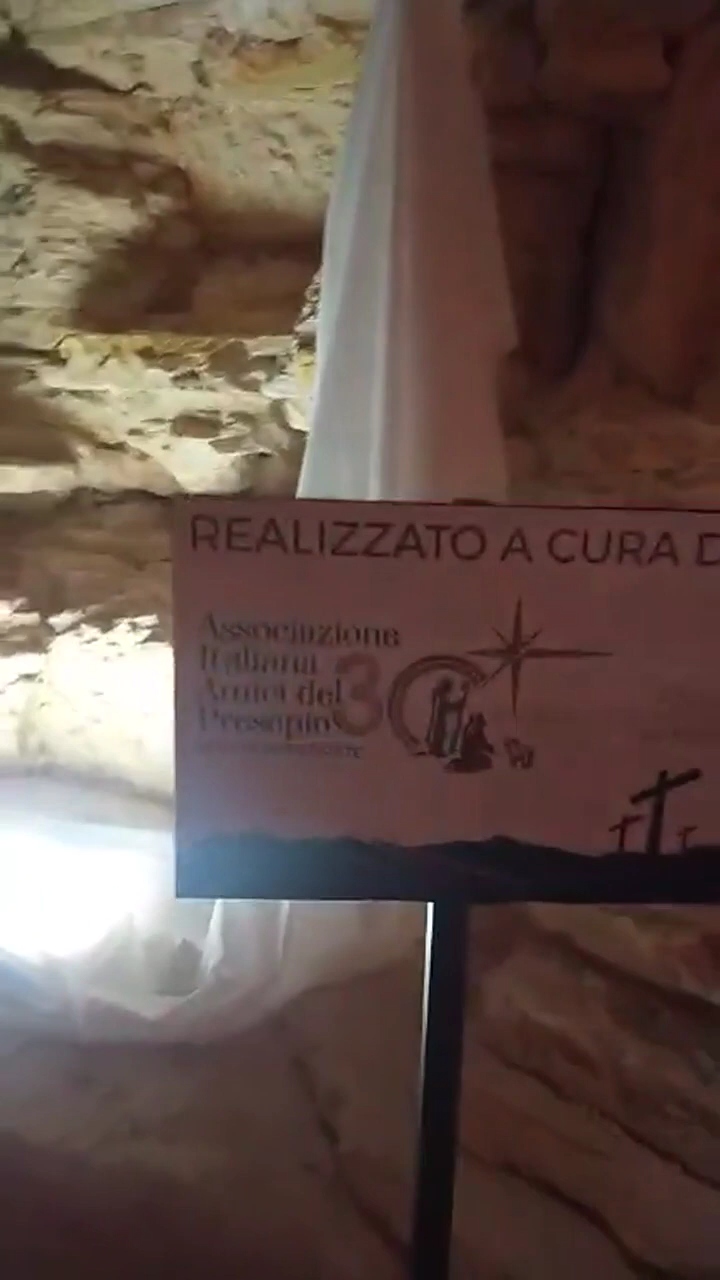 REALIZZATO A CURA D
Associazione
Italiana
Amici del
Presepio
30